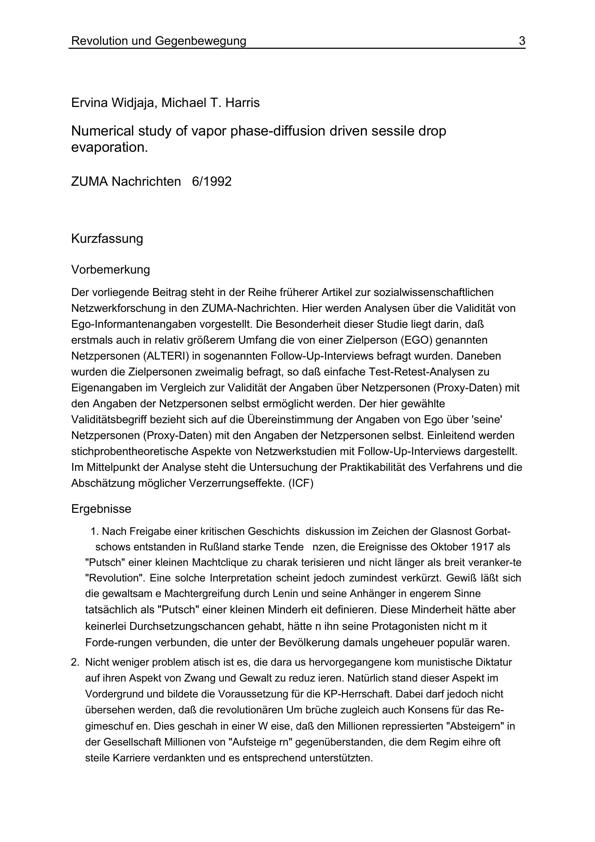 Revolution und Gegenbewegung 3
Ervina Widjaja, Michael T. Harris
Numerical study of vapor phase-diffusion driven sessile drop
evaporation.
ZUMA Nachrichten 6/1992
Kurzfassung
Vorbemerkung
Der vorliegende Beitrag steht in der Reihe früherer Artikel zur sozialwissenschaftlichen
Netzwerkforschung in den ZUMA-Nachrichten. Hier werden Analysen über die Validität von
Ego-Informantenangaben vorgestellt. Die Besonderheit dieser Studie liegt darin, daß
erstmals auch in relativ größerem Umfang die von einer Zielperson (EGO) genannten
Netzpersonen (ALTERI) in sogenannten Follow-Up-Interviews befragt wurden. Daneben
wurden die Zielpersonen zweimalig befragt, so daß einfache Test-Retest-Analysen zu
Eigenangaben im Vergleich zur Validität der Angaben über Netzpersonen (Proxy-Daten) mit
den Angaben der Netzpersonen selbst ermöglicht werden. Der hier gewählte
Validitätsbegriff bezieht sich auf die Übereinstimmung der Angaben von Ego über 'seine'
Netzpersonen (Proxy-Daten) mit den Angaben der Netzpersonen selbst. Einleitend werden
stichprobentheoretische Aspekte von Netzwerkstudien mit Follow-Up-Interviews dargestellt.
Im Mittelpunkt der Analyse steht die Untersuchung der Praktikabilität des Verfahrens und die
Abschätzung möglicher Verzerrungseffekte. (ICF)
Ergebnisse
1. Nach Freigabe einer kritischen Geschichts diskussion im Zeichen der Glasnost Gorbat-
schows entstanden in Rußland starke Tende nzen, die Ereignisse des Oktober 1917 als
"Putsch" einer kleinen Machtclique zu charak terisieren und nicht länger als breit veranker-te
"Revolution". Eine solche Interpretation scheint jedoch zumindest verkürzt. Gewiß läßt sich
die gewaltsam e Machtergreifung durch Lenin und seine Anhänger in engerem Sinne
tatsächlich als "Putsch" einer kleinen Minderh eit definieren. Diese Minderheit hätte aber
keinerlei Durchsetzungschancen gehabt, hätte n ihn seine Protagonisten nicht m it
Forde-rungen verbunden, die unter der Bevölkerung damals ungeheuer populär waren.
2. Nicht weniger problem atisch ist es, die dara us hervorgegangene kom munistische Diktatur
auf ihren Aspekt von Zwang und Gewalt zu reduz ieren. Natürlich stand dieser Aspekt im
Vordergrund und bildete die Voraussetzung für die KP-Herrschaft. Dabei darf jedoch nicht
übersehen werden, daß die revolutionären Um brüche zugleich auch Konsens für das Re-
gimeschuf en. Dies geschah in einer W eise, daß den Millionen repressierten "Absteigern" in
der Gesellschaft Millionen von "Aufsteige rn" gegenüberstanden, die dem Regim eihre oft
steile Karriere verdankten und es entsprechend unterstützten.